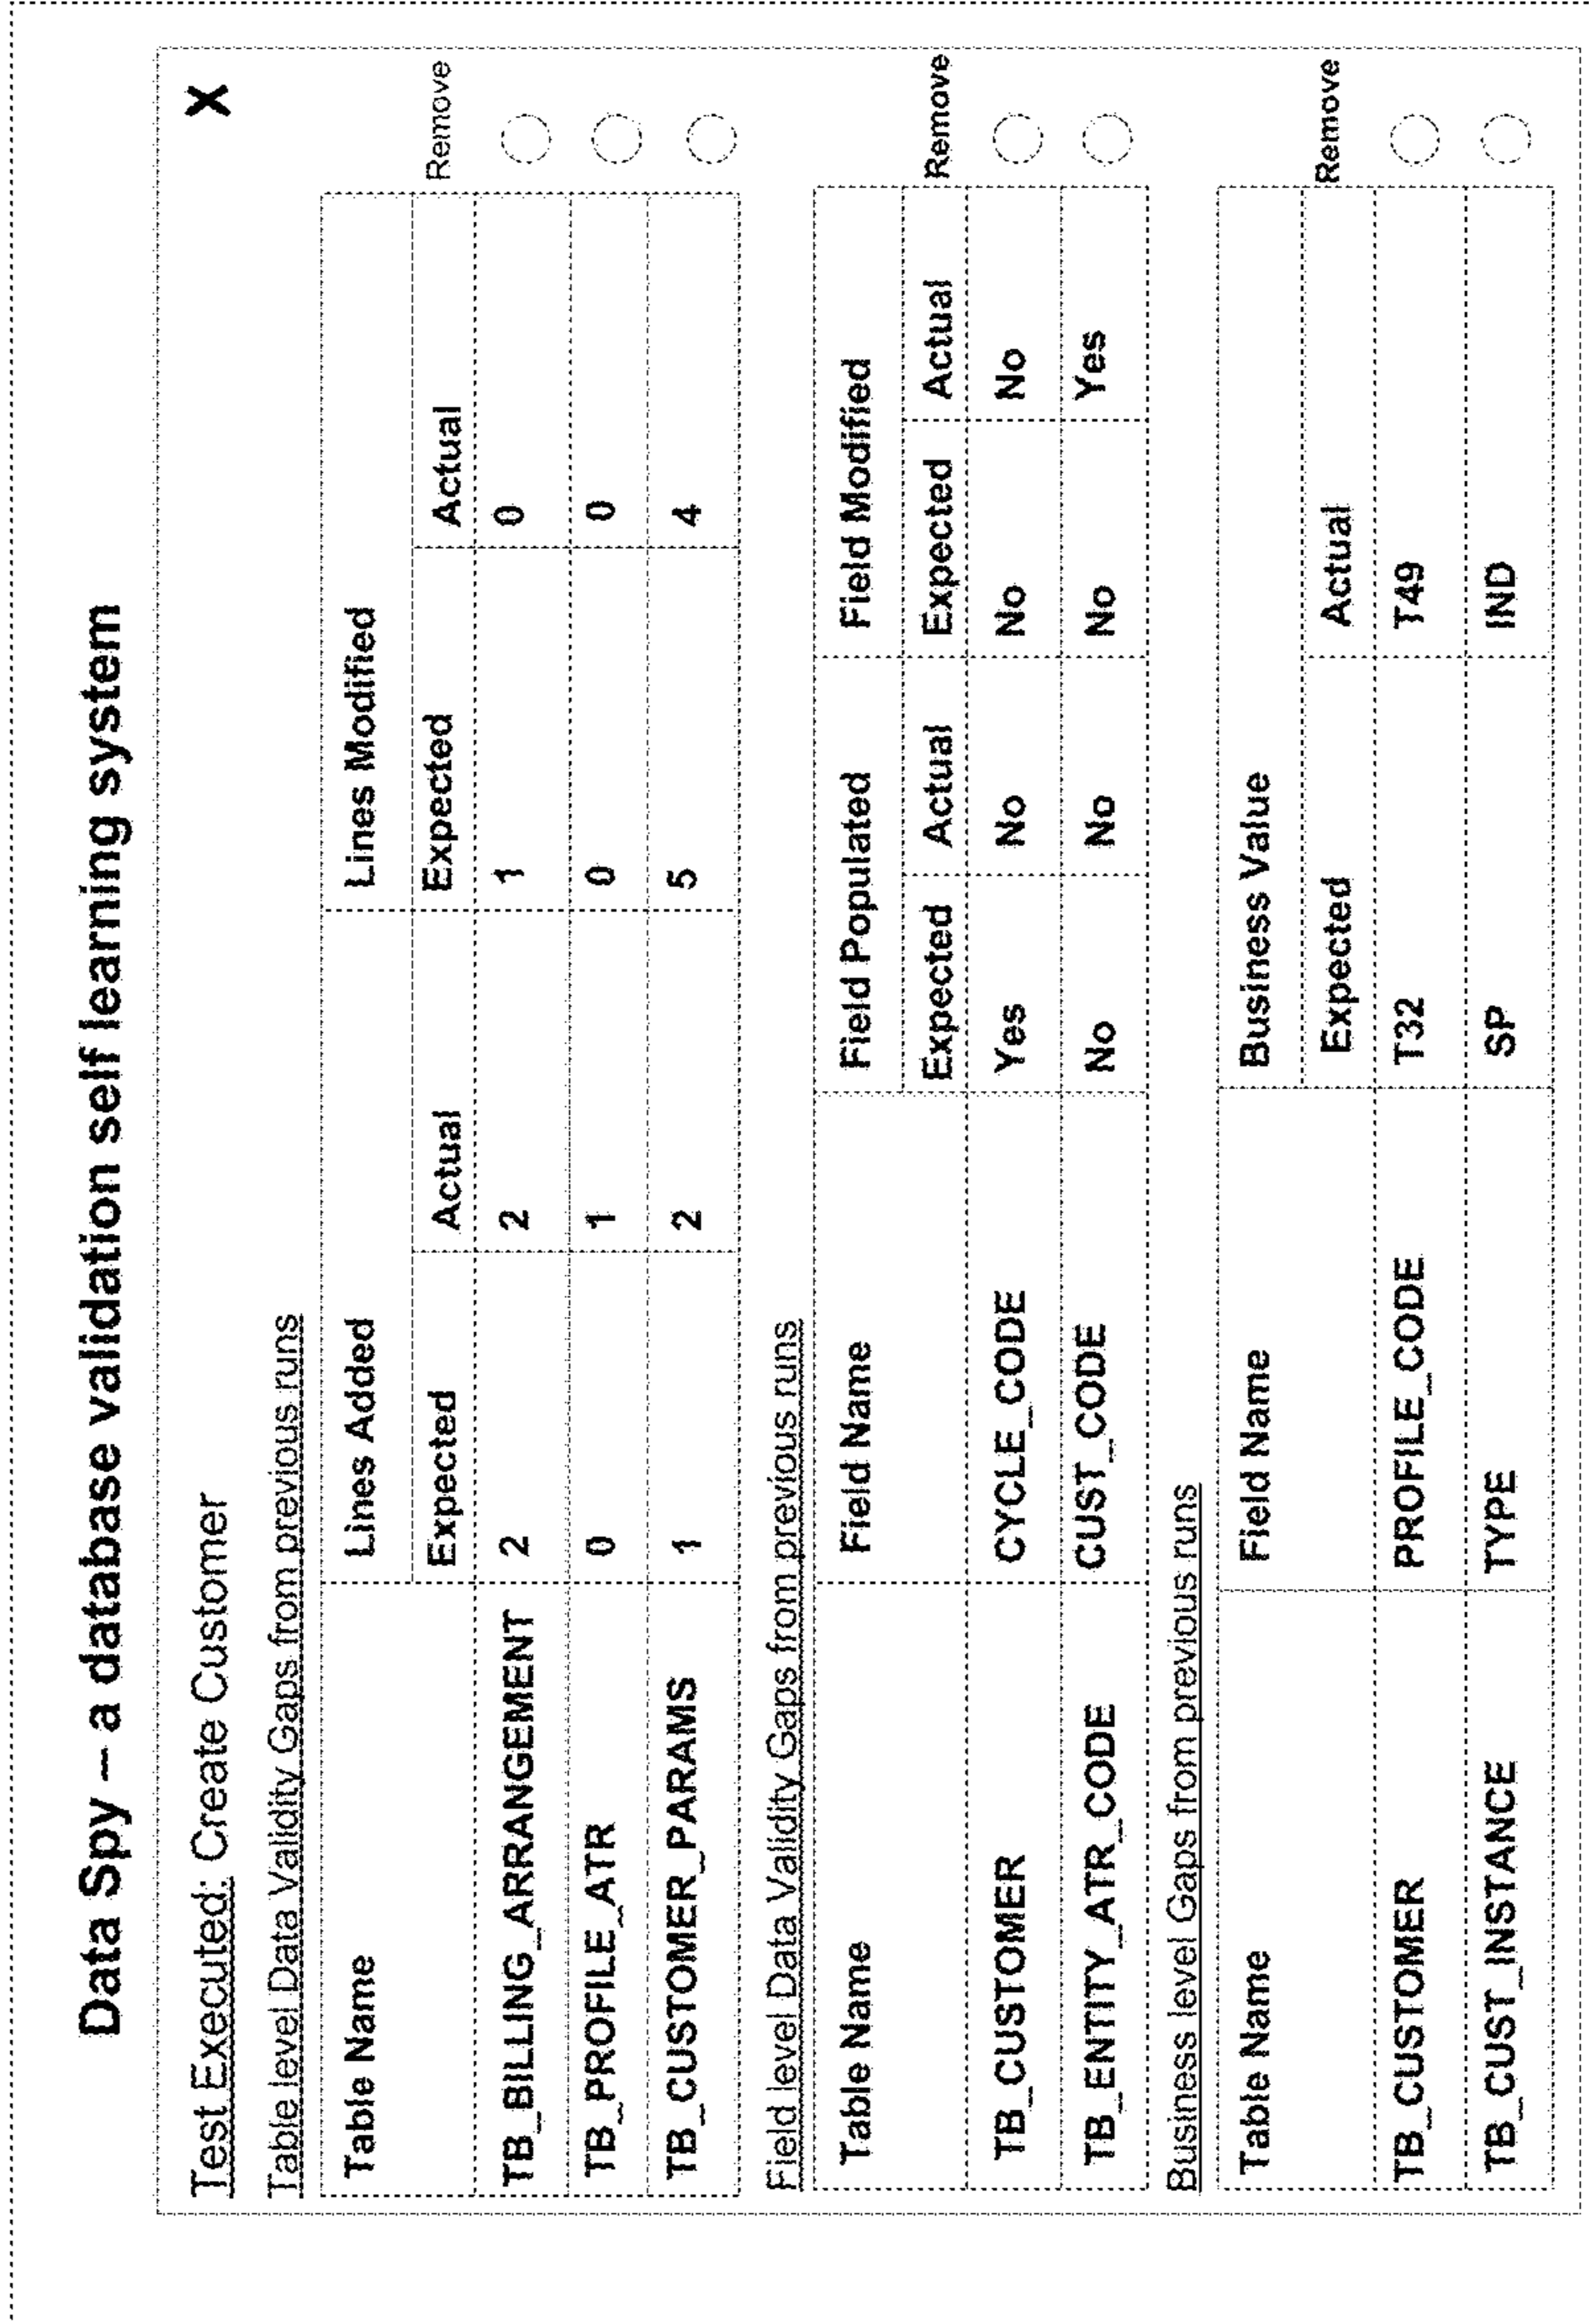 Data Spy – a database validation self learning system
X
Test Executed: Create Customer
Table level Data Validity Gaps from previous runs
Table Name Lines Added Lines Modified
Expected Actual Expected Actual Remove
TB_BILLING_ARRANGEMENT 2 2 1 0
TB_PROFILE_ATR 0 1 0 0
TB_CUSTOMER_PARAMS 1 2 5 4
Field level Data Validity Gaps from previous runs
Table Name Field Name Field Populated Field Modified
Expected Actual Expected Actual Remove
TB_CUSTOMER CYCLE_CODE Yes No No No
TB_ENTITY_ATR_CODE CUST_CODE No No No Yes
Business level Gaps from previous runs
Table Name Field Name Business Value
Expected Actual Remove
TB_CUSTOMER PROFILE_CODE T32 T49
TB_CUST_INSTANCE TYPE SP IND